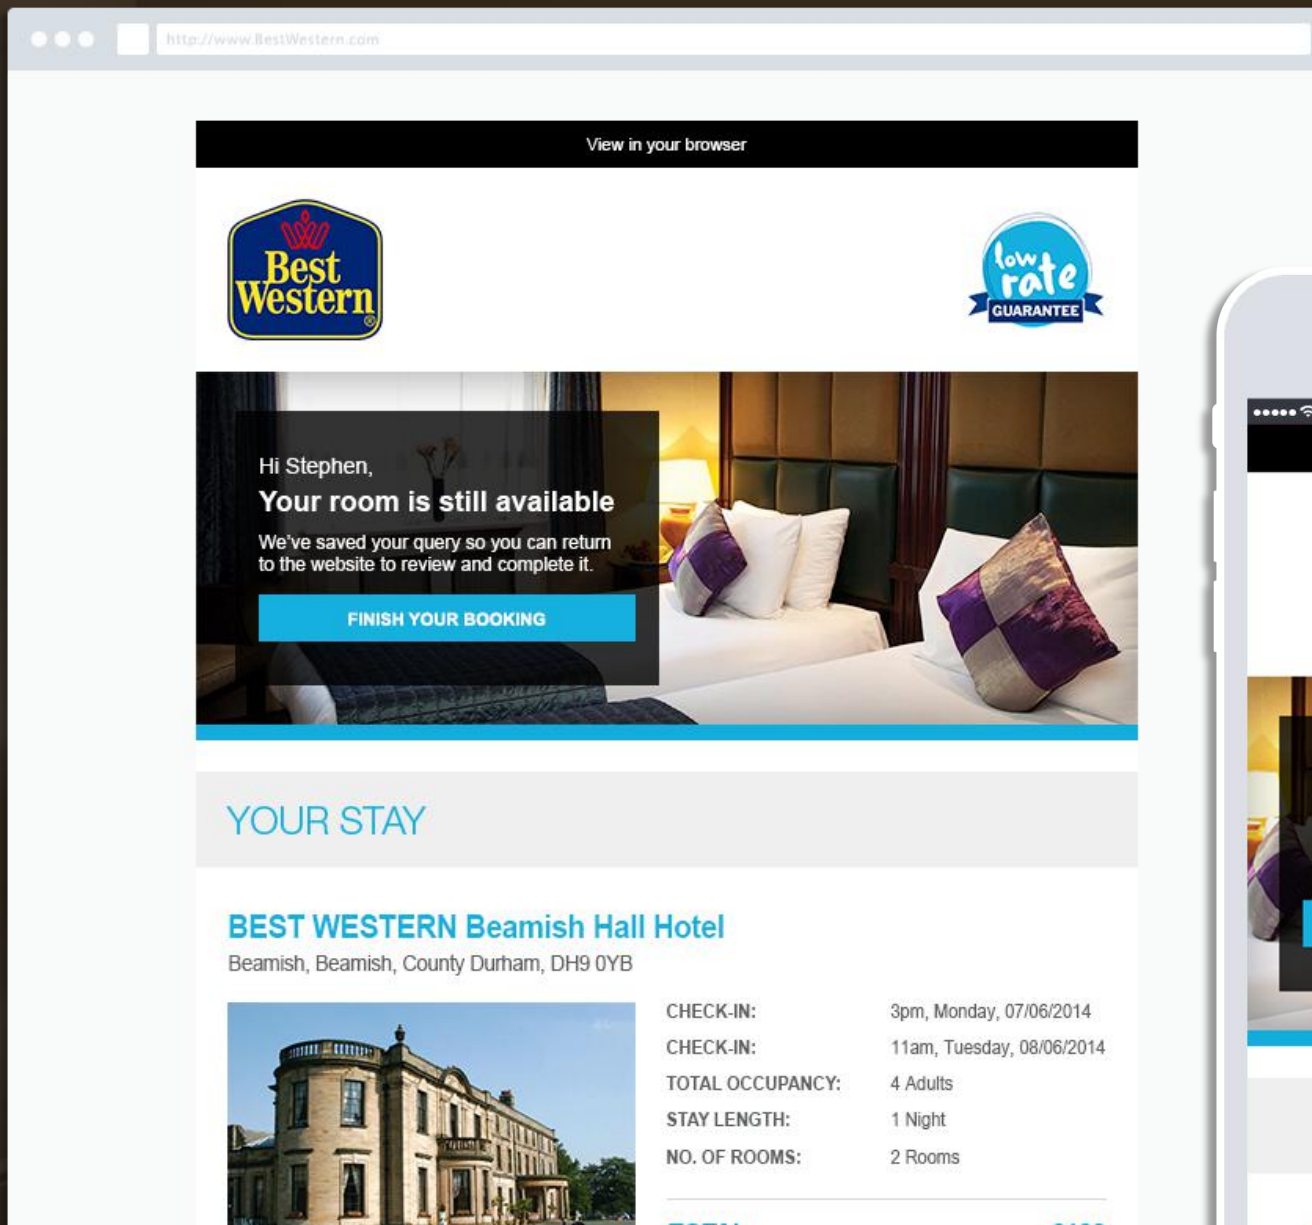 http://www.BestWestern.com
View in your browser
Best
Western
®
low
rate
GUARANTEE
Hi Stephen,
Your room is still available
We've saved your query so you can return
to the website to review and complete it.
FINISH YOUR BOOKING
YOUR STAY
BEST WESTERN Beamish Hall Hotel
Beamish, Beamish, County Durham, DH9 0YB
CHECK-IN: 3pm, Monday, 07/06/2014
CHECK-IN: 11am, Tuesday, 08/06/2014
TOTAL OCCUPANCY: 4 Adults
STAY LENGTH: 1 Night
NO. OF ROOMS: 2 Rooms